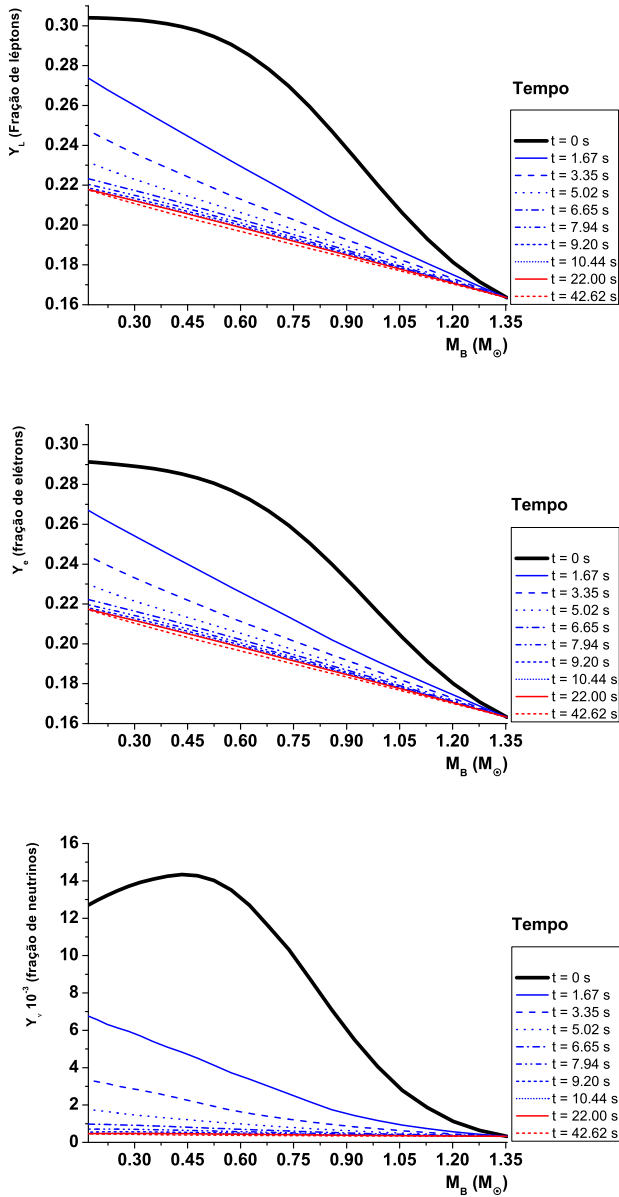 Y_L (Fração de léptons)
0.30
0.28
0.26
0.24
0.22
0.20
0.18
0.16
0.30 0.45 0.60 0.75 0.90 1.05 1.20 1.35
M_B (M_⊙)
Tempo
t = 0 s
t = 1.67 s
t = 3.35 s
t = 5.02 s
t = 6.65 s
t = 7.94 s
t = 9.20 s
t = 10.44 s
t = 22.00 s
t = 42.62 s
Y_e (fração de elétrons)
0.30
0.28
0.26
0.24
0.22
0.20
0.18
0.16
0.30 0.45 0.60 0.75 0.90 1.05 1.20 1.35
M_B (M_⊙)
Tempo
t = 0 s
t = 1.67 s
t = 3.35 s
t = 5.02 s
t = 6.65 s
t = 7.94 s
t = 9.20 s
t = 10.44 s
t = 22.00 s
t = 42.62 s
Y_ν 10^-3 (fração de neutrinos)
16
14
12
10
8
6
4
2
0
0.30 0.45 0.60 0.75 0.90 1.05 1.20 1.35
M_B (M_⊙)
Tempo
t = 0 s
t = 1.67 s
t = 3.35 s
t = 5.02 s
t = 6.65 s
t = 7.94 s
t = 9.20 s
t = 10.44 s
t = 22.00 s
t = 42.62 s